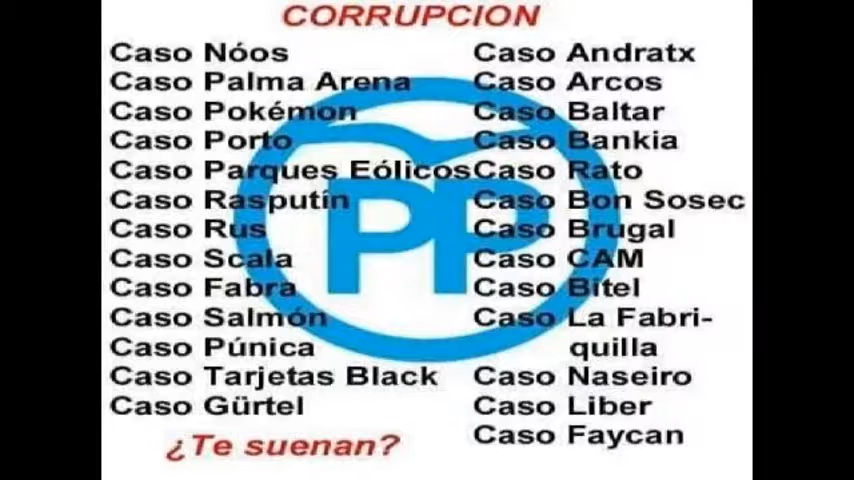 CORRUPCION
Caso Nóos
Caso Palma Arena
Caso Pokémon
Caso Porto
Caso Parques Eólicos
Caso Rasputín
Caso Rus
Caso Scala
Caso Fabra
Caso Salmón
Caso Púnica
Caso Tarjetas Black
Caso Gürtel
¿Te suenan?
Caso Andratx
Caso Arcos
Caso Baltar
Caso Bankia
Caso Rato
Caso Bon Sosec
Caso Brugal
Caso CAM
Caso Bitel
Caso La Fabri-
quilla
Caso Naseiro
Caso Liber
Caso Faycan
PP